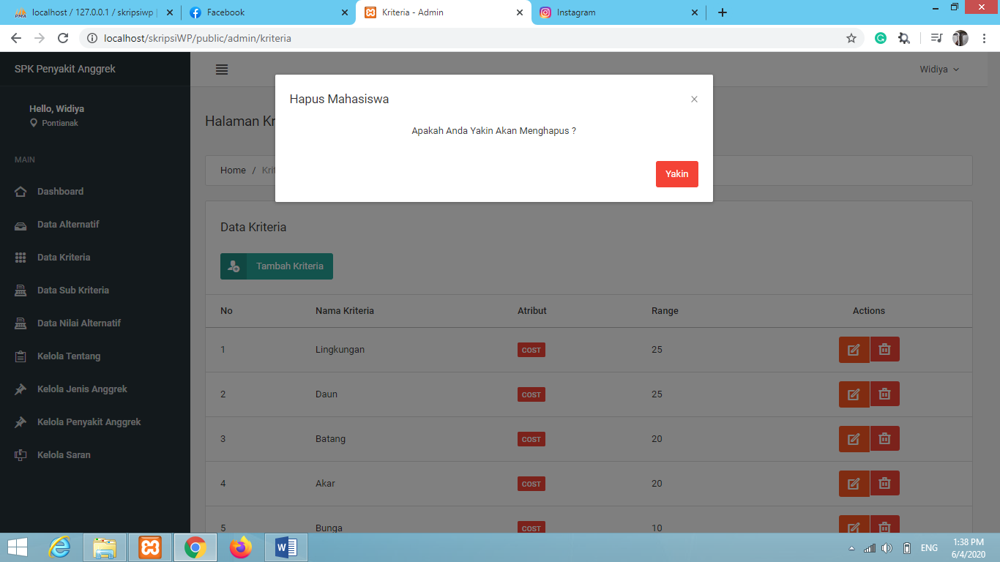 localhost / 127.0.0.1 / skripsiwp |
Facebook
Kriteria - Admin
Instagram
localhost/skripsiWP/public/admin/kriteria
SPK Penyakit Anggrek
Widiya
Hello, Widiya
Pontianak
Hapus Mahasiswa
Apakah Anda Yakin Akan Menghapus ?
Yakin
Halaman Kr
Home / Krit
MAIN
Dashboard
Data Alternatif
Data Kriteria
Data Sub Kriteria
Data Nilai Alternatif
Kelola Tentang
Kelola Jenis Anggrek
Kelola Penyakit Anggrek
Kelola Saran
Data Kriteria
Tambah Kriteria
No Nama Kriteria Atribut Range Actions
1 Lingkungan COST 25
2 Daun COST 25
3 Batang COST 20
4 Akar COST 20
5 Bunga COST 10
ENG
1:38 PM
6/4/2020